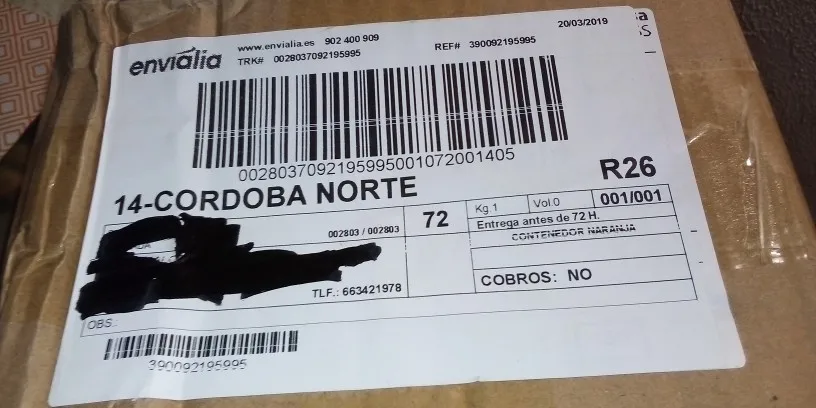 enviália
www.envialia.es 902 400 909
20/03/2019
TRK# 0028037092195995
REF# 390092195995
00280370921959950010720014​05
14-CORDOBA NORTE
R26
002803 / 002803
72
Kg.1
Vol.0
001/001
Entrega antes de 72 H.
CONTENEDOR NARANJA
TLF.: 663421978
COBROS: NO
OBS.:
390092195995